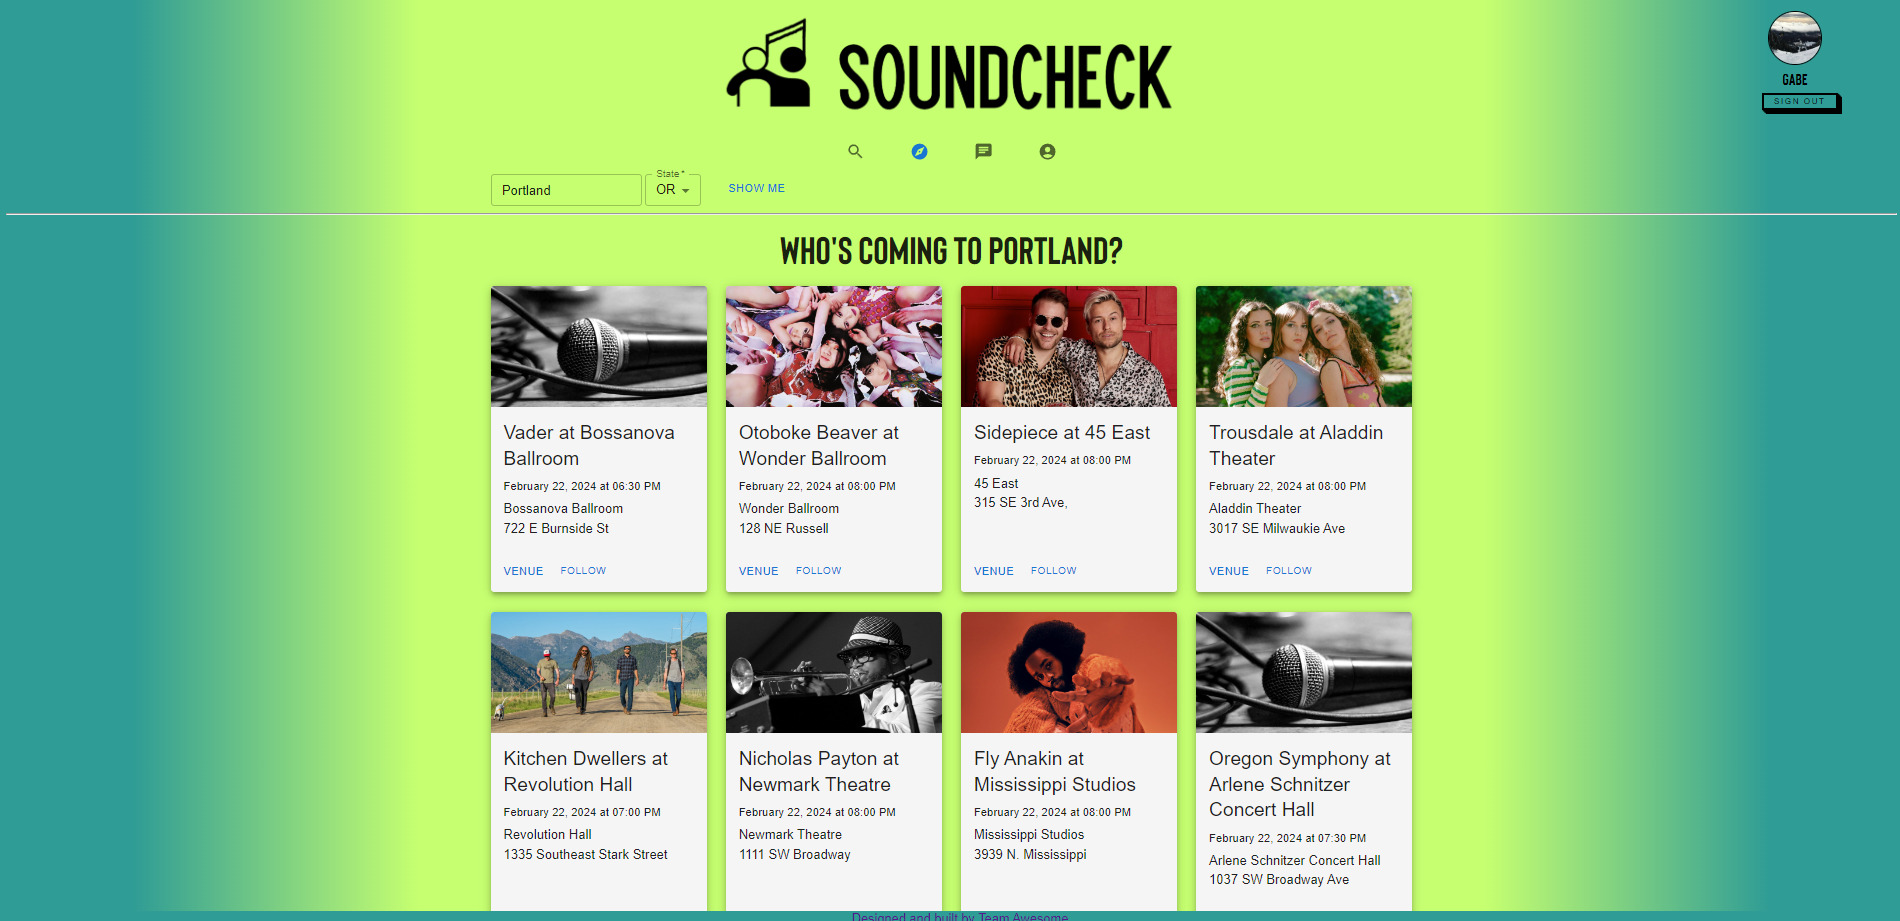 SOUNDCHECK
GABE
SIGN OUT
State *
Portland
OR
SHOW ME
WHO'S COMING TO PORTLAND?
Vader at Bossanova
Ballroom
February 22, 2024 at 06:30 PM
Bossanova Ballroom
722 E Burnside St
VENUE FOLLOW
Otoboke Beaver at
Wonder Ballroom
February 22, 2024 at 08:00 PM
Wonder Ballroom
128 NE Russell
VENUE FOLLOW
Sidepiece at 45 East
February 22, 2024 at 08:00 PM
45 East
315 SE 3rd Ave,
VENUE FOLLOW
Trousdale at Aladdin
Theater
February 22, 2024 at 08:00 PM
Aladdin Theater
3017 SE Milwaukie Ave
VENUE FOLLOW
Kitchen Dwellers at
Revolution Hall
February 22, 2024 at 07:00 PM
Revolution Hall
1335 Southeast Stark Street
Nicholas Payton at
Newmark Theatre
February 22, 2024 at 08:00 PM
Newmark Theatre
1111 SW Broadway
Fly Anakin at
Mississippi Studios
February 22, 2024 at 08:00 PM
Mississippi Studios
3939 N. Mississippi
Oregon Symphony at
Arlene Schnitzer
Concert Hall
February 22, 2024 at 07:30 PM
Arlene Schnitzer Concert Hall
1037 SW Broadway Ave
Designed and built by Team Awesome